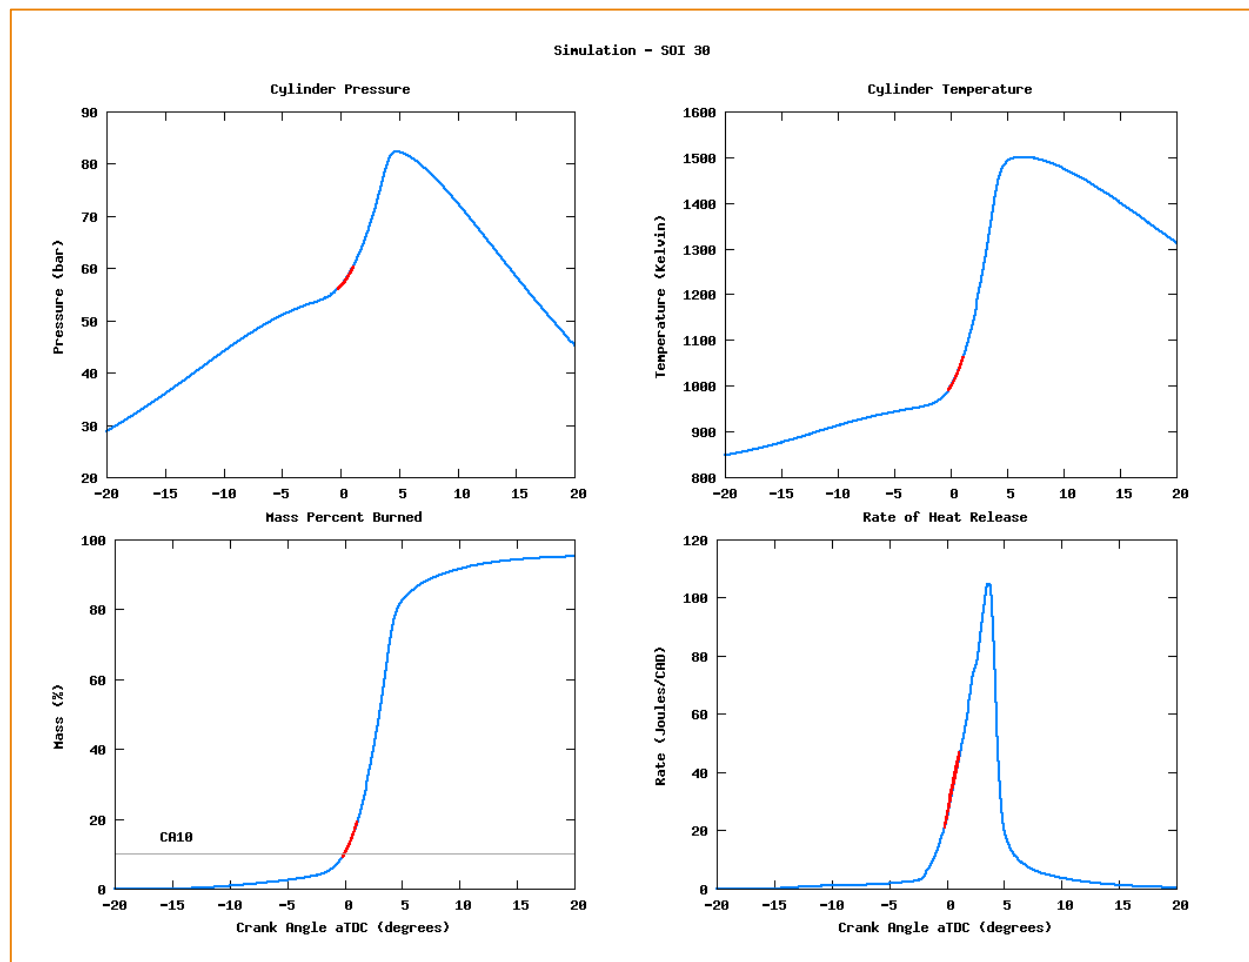 Simulation - SOI 30
Cylinder Pressure
Pressure (bar)
90
80
70
60
50
40
30
20
-20 -15 -10 -5 0 5 10 15 20
Cylinder Temperature
Temperature (Kelvin)
1600
1500
1400
1300
1200
1100
1000
900
800
-20 -15 -10 -5 0 5 10 15 20
Mass Percent Burned
Mass (%)
100
80
60
40
20
0
CA10
-20 -15 -10 -5 0 5 10 15 20
Crank Angle aTDC (degrees)
Rate of Heat Release
Rate (Joules/CAD)
120
100
80
60
40
20
0
-20 -15 -10 -5 0 5 10 15 20
Crank Angle aTDC (degrees)